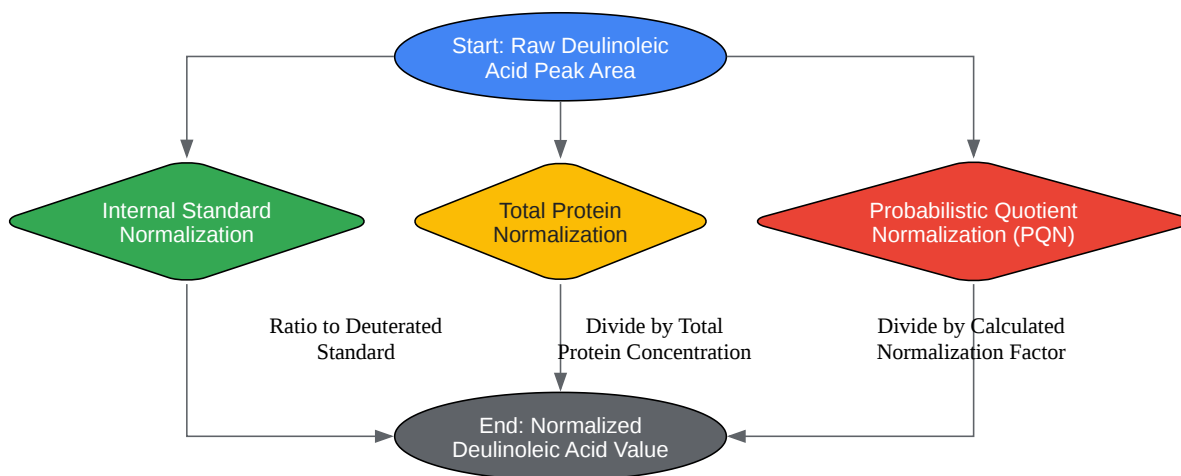 Start: Raw Deulinoleic
Acid Peak Area
Internal Standard
Normalization
Total Protein
Normalization
Probabilistic Quotient
Normalization (PQN)
Ratio to Deuterated
Standard
Divide by Total
Protein Concentration
Divide by Calculated
Normalization Factor
End: Normalized
Deulinoleic Acid Value